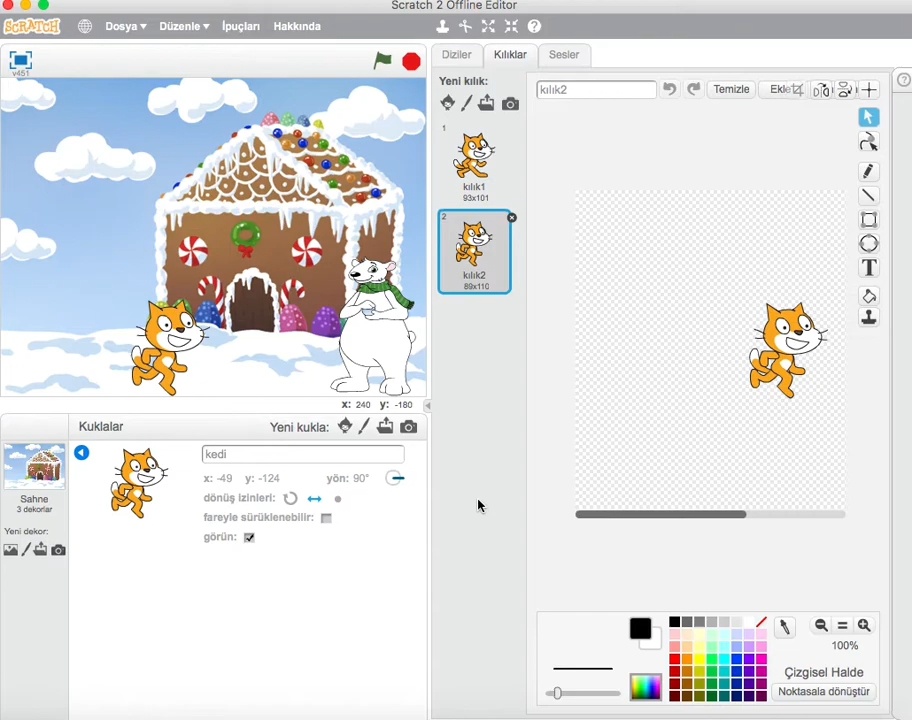 Scratch 2 Offline Editor
SCRATCH Dosya Düzenle İpuçları Hakkında
v451
Diziler Kılıklar Sesler
Yeni kılık:
1
kılık1
93x101
2
kılık2
89x110
kılık2 Temizle Ekle
x: 240 y: -180
Kuklalar Yeni kukla:
Sahne
3 dekorlar
Yeni dekor:
kedi
x: -49 y: -124 yön: 90°
dönüş izinleri:
fareyle sürüklenebilir:
görün:
T
100%
Çizgisel Halde
Noktasala dönüştür